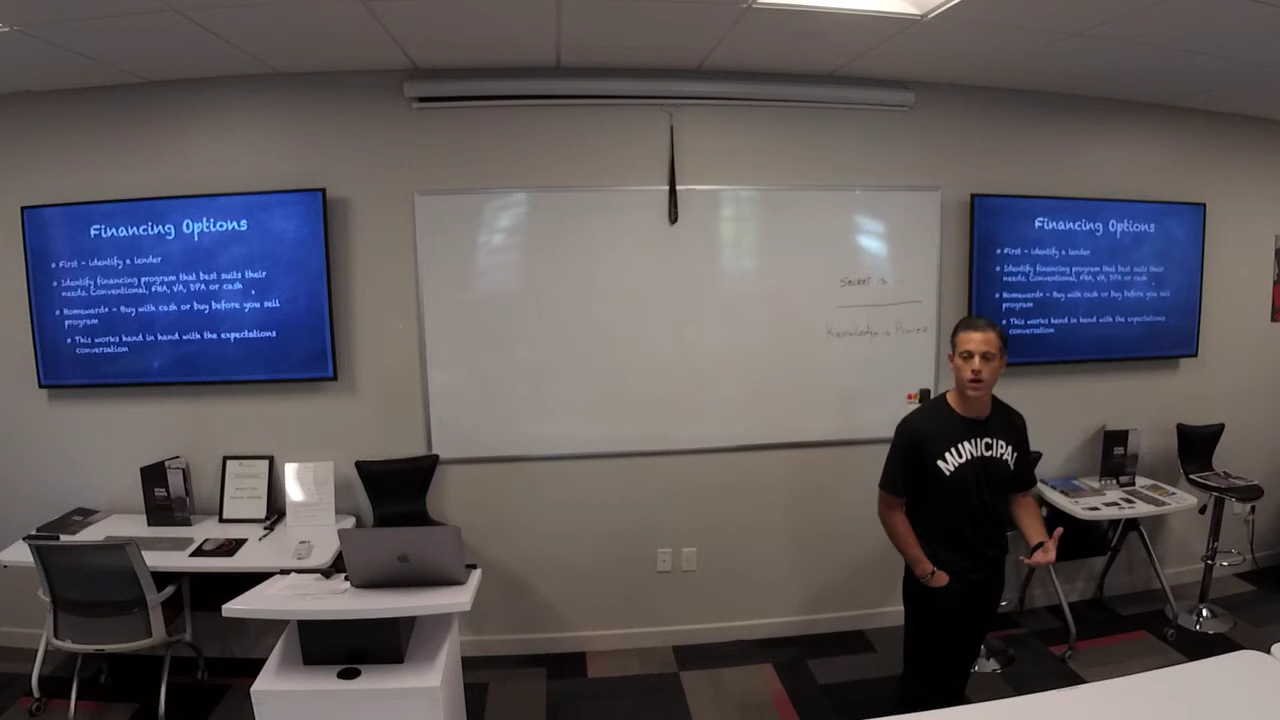 Financing Options
First - identify a lender
Identify financing program that best suits their
needs. Conventional, FHA, VA, DPA or cash
Homeward* - Buy with cash or buy before you sell
program
This works hand in hand with the expectations
conversation
Secret is ...
Knowledge is Power
Financing Options
First - identify a lender
Identify financing program that best suits their
needs. Conventional, FHA, VA, DPA or cash
Homeward* - Buy with cash or buy before you sell
program
This works hand in hand with the expectations
conversation
MUNICIPAL